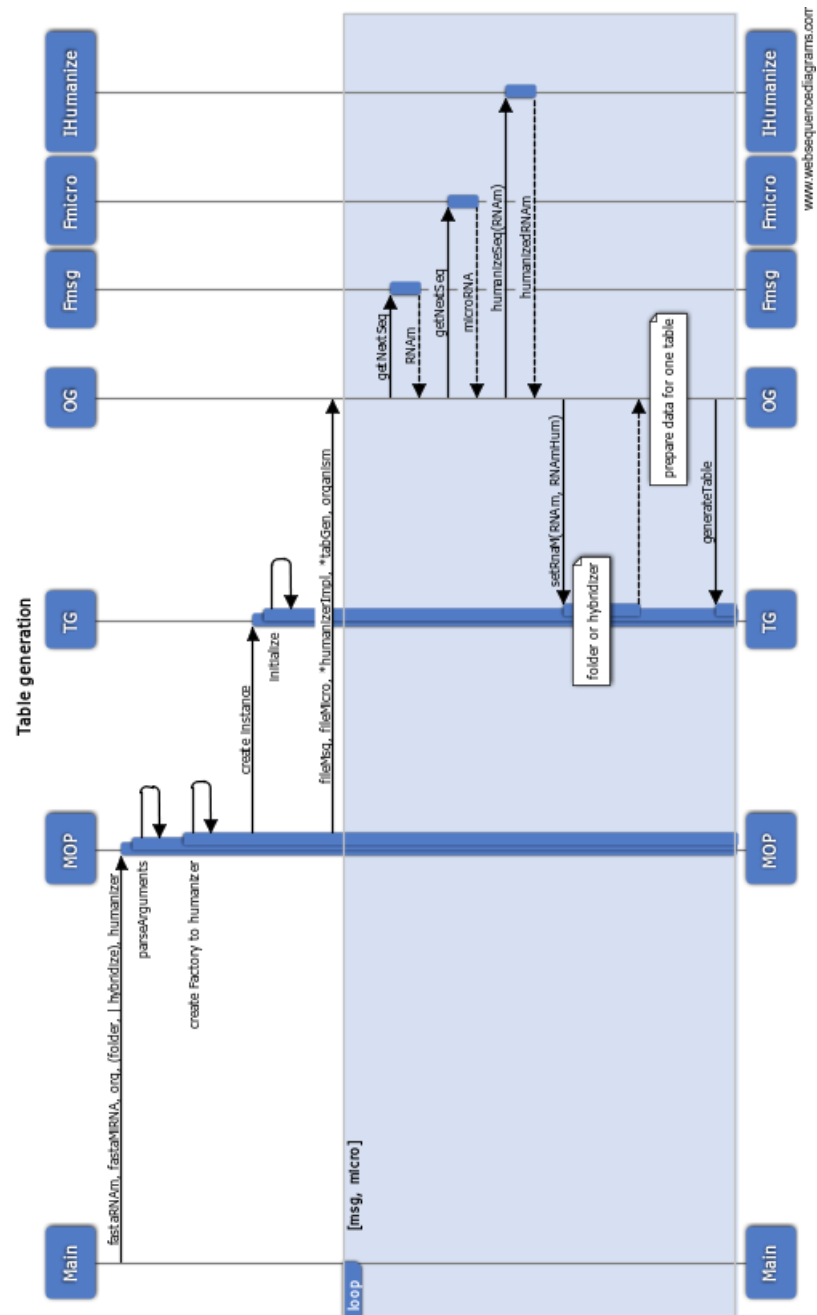 Table generation
Main
MOP
TG
OG
Fmsg
Fmicro
IHumanize
fastaRNAm, fastaMiRNA, org, (folder, | hybridize), humanizer
parseArguments
create Factory to humanizer
create Instance
initialize
fileMsg, fileMicro, *humanizerImpl, *tabGen, organism
loop
[msg, micro]
getNextSeq
RNAm
getNextSeq
microRNA
humanizeSeq(RNAm)
humanizedRNAm
setRnaM(RNAm, RNAmHum)
folder or hybridizer
prepare data for one table
generateTable
Main
MOP
TG
OG
Fmsg
Fmicro
IHumanize
www.websequencediagrams.com